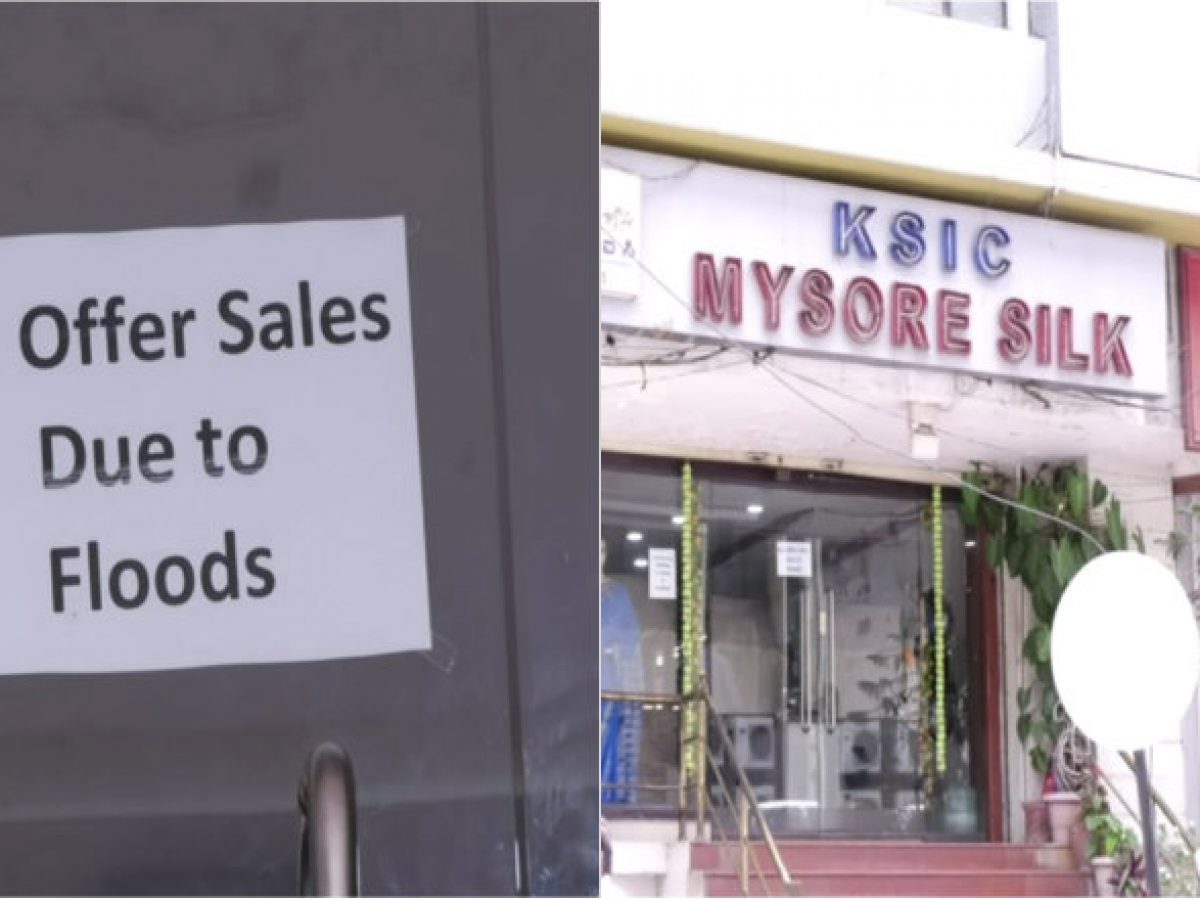 Offer Sales
Due to
Floods
KSIC
MYSORE SILK